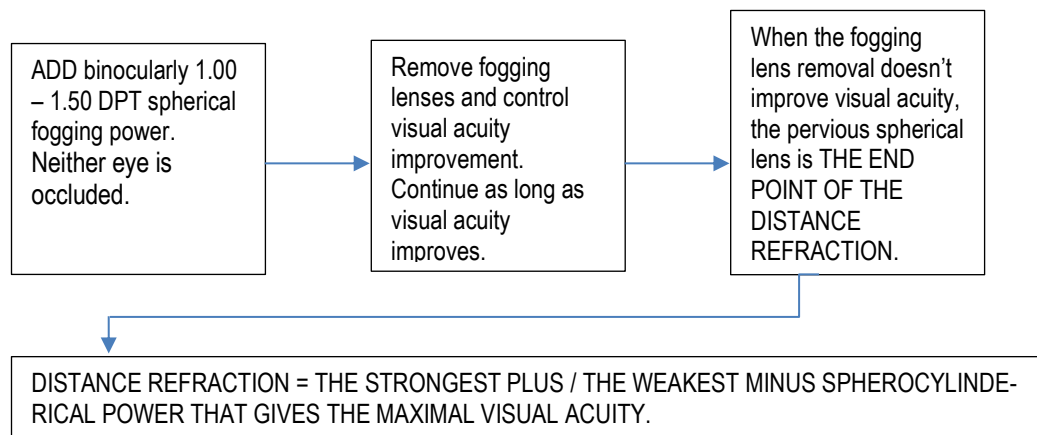 ADD binocularly 1.00
– 1.50 DPT spherical
fogging power.
Neither eye is
occluded.
Remove fogging
lenses and control
visual acuity
improvement.
Continue as long as
visual acuity
improves.
When the fogging
lens removal doesn’t
improve visual acuity,
the pervious spherical
lens is THE END
POINT OF THE
DISTANCE
REFRACTION.
DISTANCE REFRACTION = THE STRONGEST PLUS / THE WEAKEST MINUS SPHEROCYLINDE-
RICAL POWER THAT GIVES THE MAXIMAL VISUAL ACUITY.